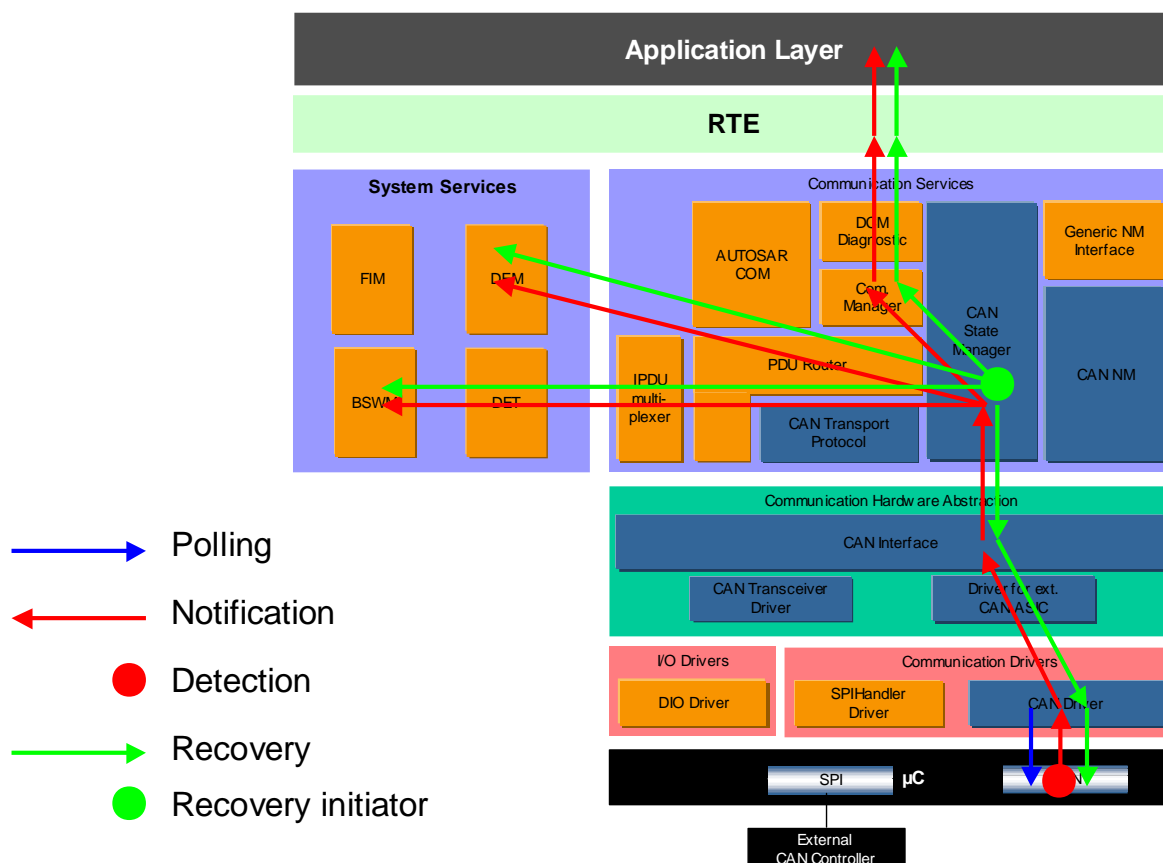 Application Layer
RTE
System Services
FIM
DEM
BSWM
DET
Communication Services
AUTOSAR
COM
DCM
Diagnostic
Com.
Manager
CAN
State
Manager
Generic NM
Interface
CAN NM
PDU Router
IPDU
multi-
plexer
CAN Transport
Protocol
Communication Hardware Abstraction
CAN Interface
CAN Transceiver
Driver
Driver for ext.
CAN ASIC
I/O Drivers
DIO Driver
Communication Drivers
SPIHandler
Driver
CAN Driver
SPI
µC
External
CAN Controller
Polling
Notification
Detection
Recovery
Recovery initiator